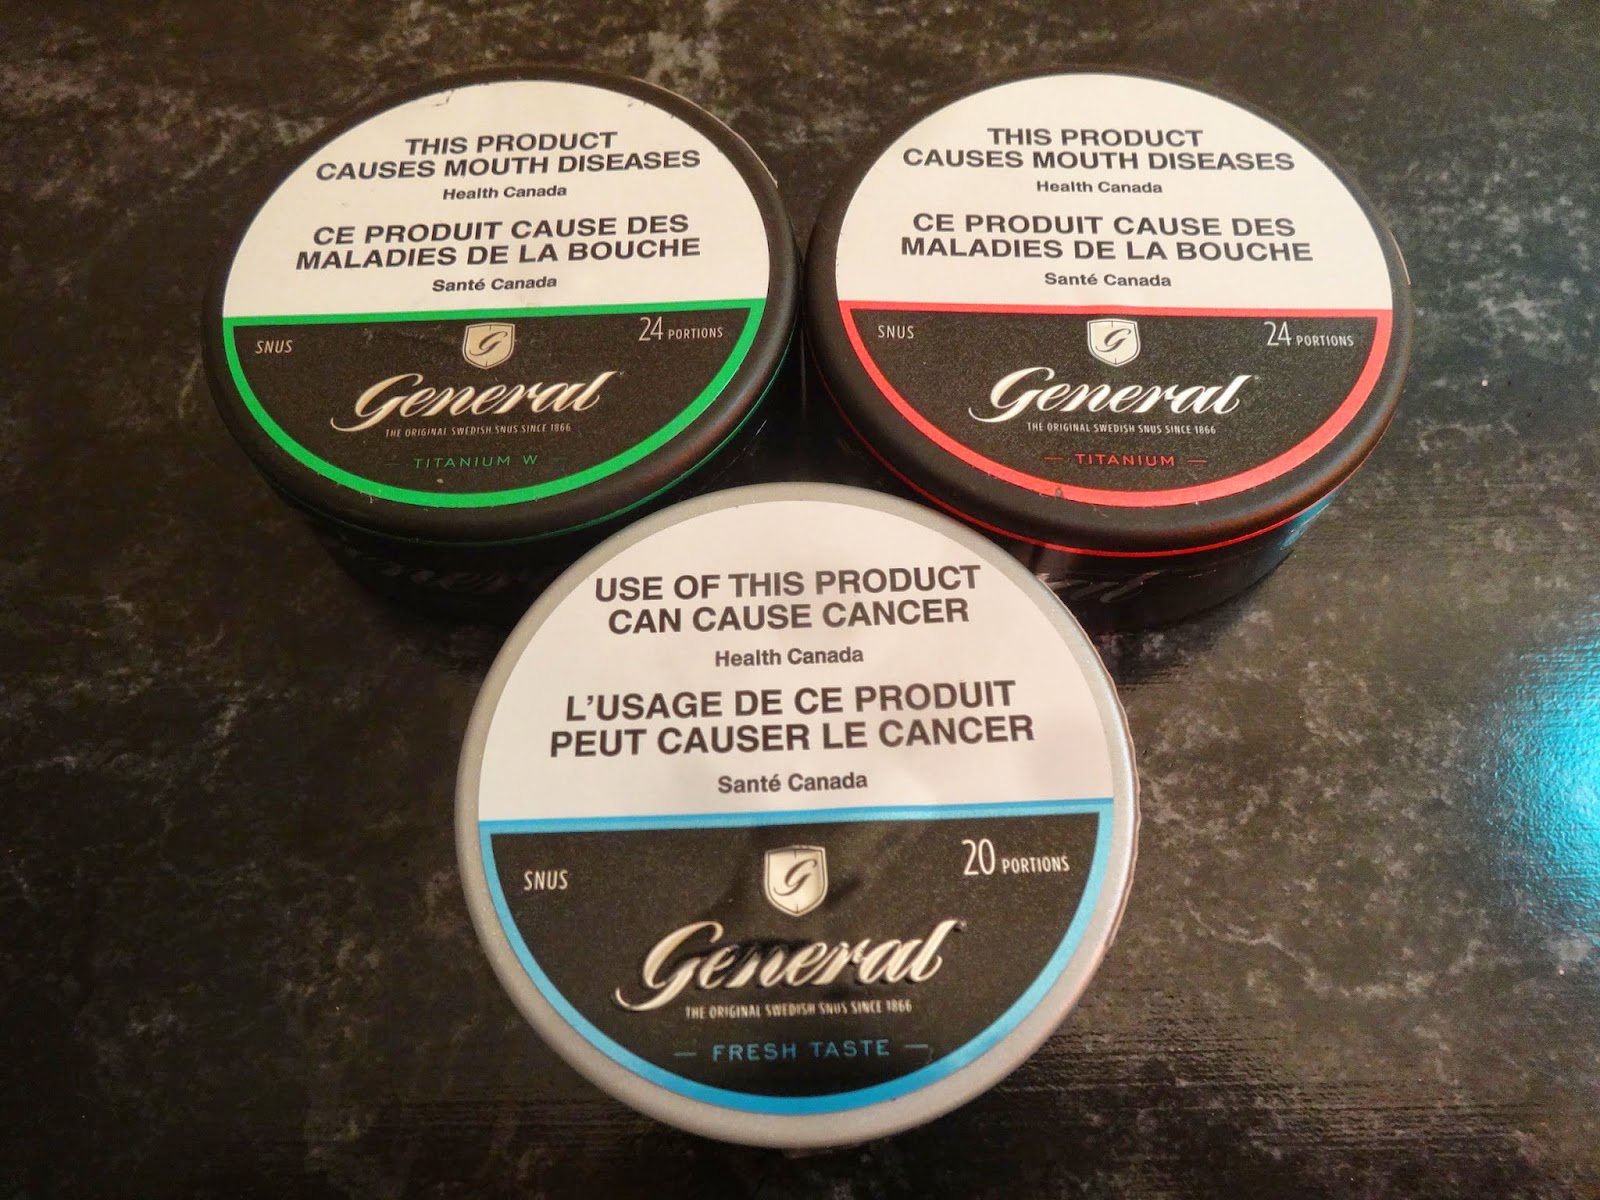 THIS PRODUCT
CAUSES MOUTH DISEASES
Health Canada
CE PRODUIT CAUSE DES
MALADIES DE LA BOUCHE
Santé Canada
SNUS
G
24 PORTIONS
General
THE ORIGINAL SWEDISH SNUS SINCE 1866
TITANIUM W
THIS PRODUCT
CAUSES MOUTH DISEASES
Health Canada
CE PRODUIT CAUSE DES
MALADIES DE LA BOUCHE
Santé Canada
SNUS
G
24 PORTIONS
General
THE ORIGINAL SWEDISH SNUS SINCE 1866
— TITANIUM —
USE OF THIS PRODUCT
CAN CAUSE CANCER
Health Canada
L'USAGE DE CE PRODUIT
PEUT CAUSER LE CANCER
Santé Canada
SNUS
G
20 PORTIONS
General
THE ORIGINAL SWEDISH SNUS SINCE 1866
— FRESH TASTE —